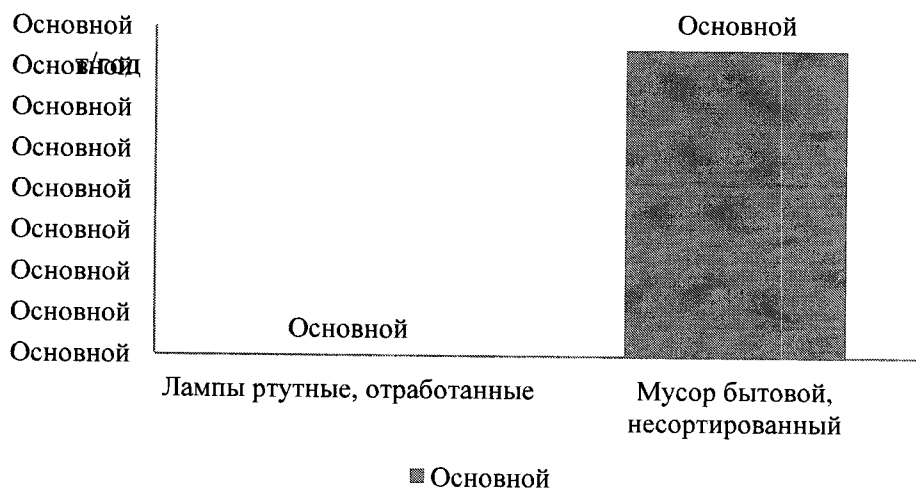 Основной
Основной
т/год
Основной
Основной
Основной
Основной
Основной
Основной
Основной
Основной
Основной
Лампы ртутные, отработанные
Мусор бытовой,
несортированный
Основной